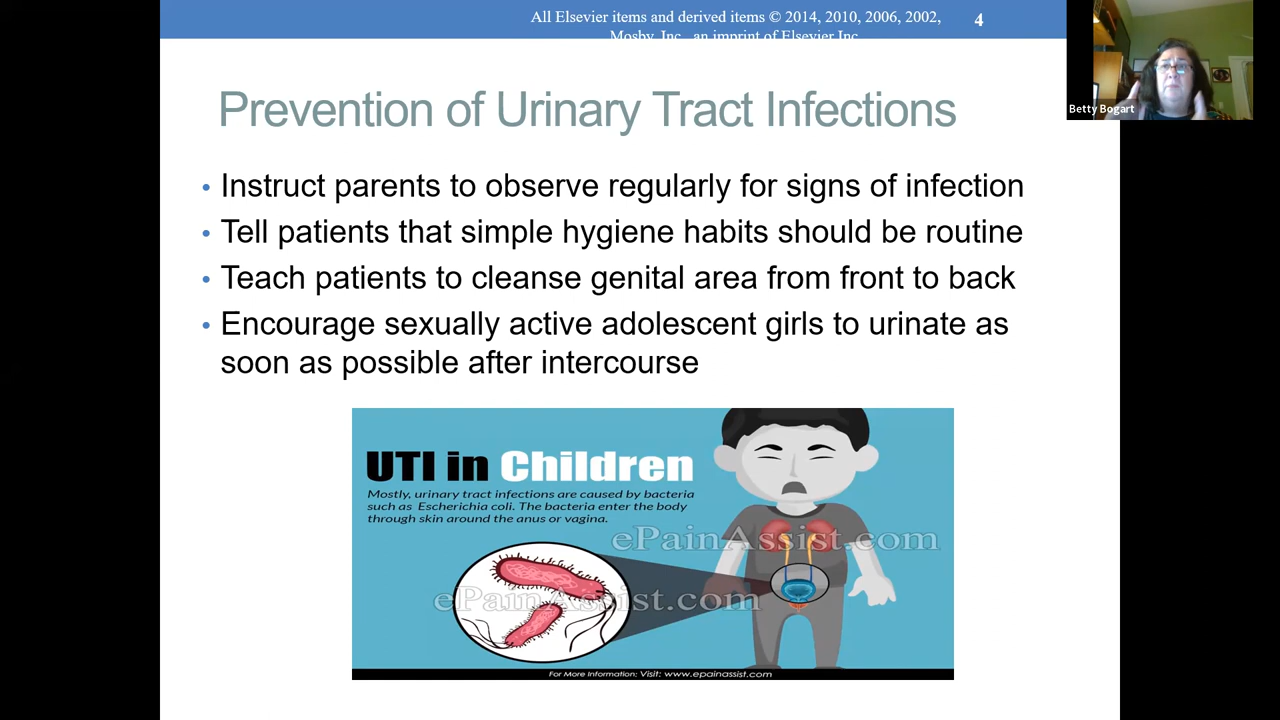 All Elsevier items and derived items © 2014, 2010, 2006, 2002,
Mosby, Inc., an imprint of Elsevier Inc.
4
Betty Bogart
Prevention of Urinary Tract Infections
• Instruct parents to observe regularly for signs of infection
• Tell patients that simple hygiene habits should be routine
• Teach patients to cleanse genital area from front to back
• Encourage sexually active adolescent girls to urinate as
soon as possible after intercourse
UTI in Children
Mostly, urinary tract infections are caused by bacteria
such as Escherichia coli. The bacteria enter the body
through skin around the anus or vagina.
ePainAssist.com
ePainAssist.com
For More Information: Visit: www.epainassist.com